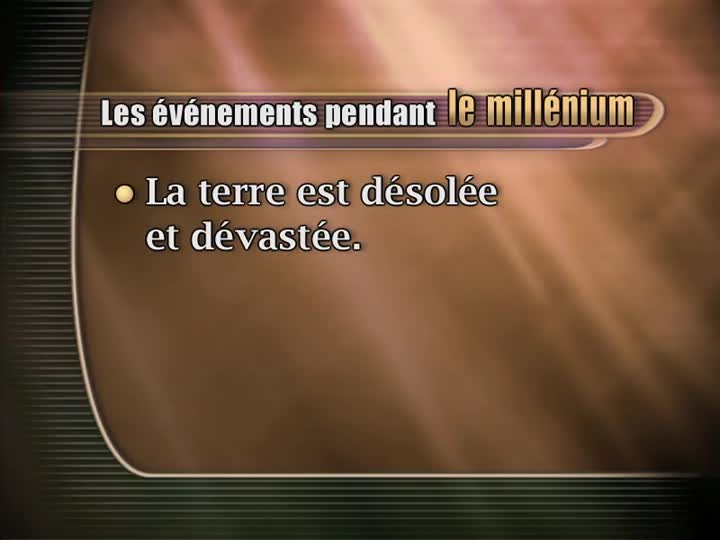 Les événements pendant le millénium
La terre est désolée
et dévastée.